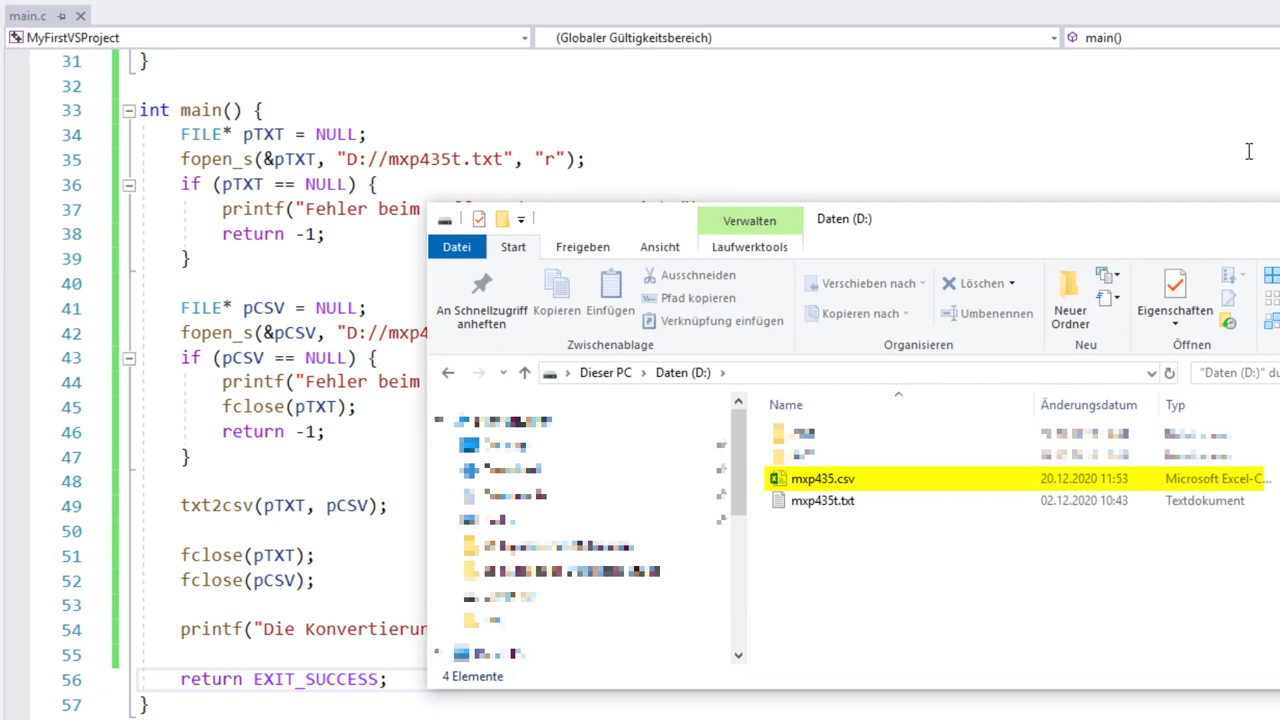 main.c
MyFirstVSProject
(Globaler Gültigkeitsbereich)
main()
31 }
32
33 int main() {
34 FILE* pTXT = NULL;
35 fopen_s(&pTXT, "D://mxp435t.txt", "r");
36 if (pTXT == NULL) {
37 printf("Fehler beim
38 return -1;
39 }
40
41 FILE* pCSV = NULL;
42 fopen_s(&pCSV, "D://mxp4
43 if (pCSV == NULL) {
44 printf("Fehler beim
45 fclose(pTXT);
46 return -1;
47 }
48
49 txt2csv(pTXT, pCSV);
50
51 fclose(pTXT);
52 fclose(pCSV);
53
54 printf("Die Konvertierun
55
56 return EXIT_SUCCESS;
57 }
Verwalten
Daten (D:)
Datei
Start
Freigeben
Ansicht
Laufwerktools
An Schnellzugriff
anheften
Kopieren
Einfügen
Ausschneiden
Pfad kopieren
Verknüpfung einfügen
Zwischenablage
Verschieben nach
Kopieren nach
Löschen
Umbenennen
Organisieren
Neuer
Ordner
Neu
Eigenschaften
Öffnen
Dieser PC
Daten (D:)
"Daten (D:)" du
Name
Änderungsdatum
Typ
mxp435.csv 20.12.2020 11:53 Microsoft Excel-C...
mxp435t.txt 02.12.2020 10:43 Textdokument
4 Elemente